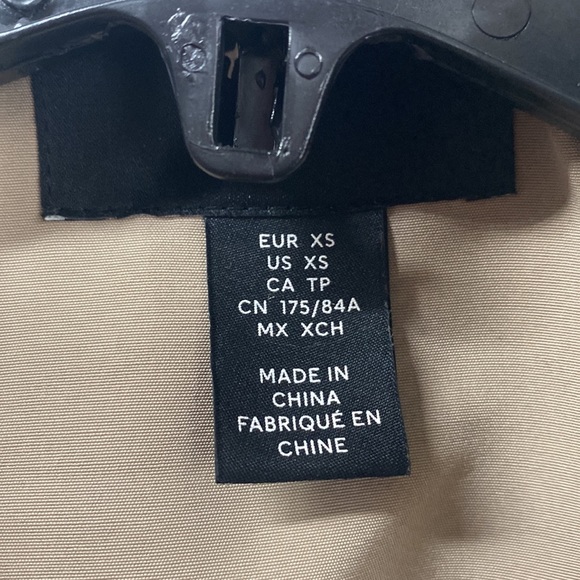 EUR XS
US XS
CA TP
CN 175/84A
MX XCH
MADE IN
CHINA
FABRIQUÉ EN
CHINE